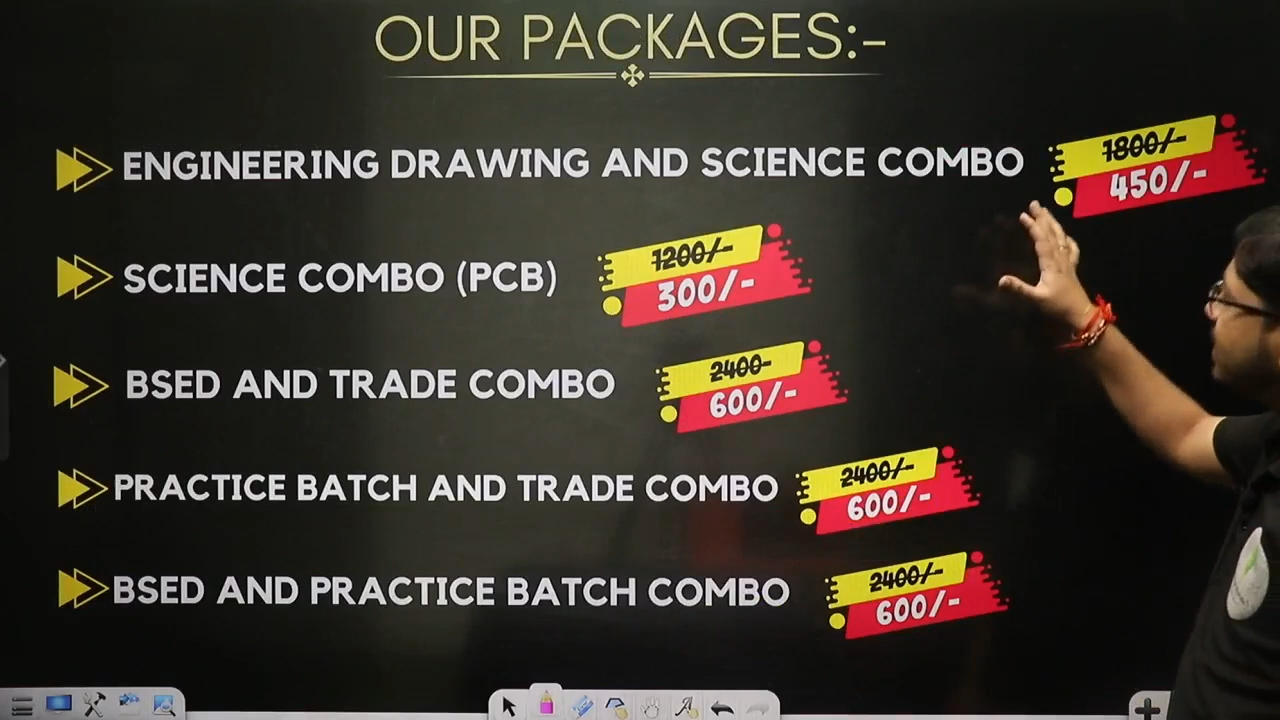 OUR PACKAGES:-
ENGINEERING DRAWING AND SCIENCE COMBO
1800/-
450/-
SCIENCE COMBO (PCB)
1200/-
300/-
BSED AND TRADE COMBO
2400-
600/-
PRACTICE BATCH AND TRADE COMBO
2400/-
600/-
BSED AND PRACTICE BATCH COMBO
2400/-
600/-